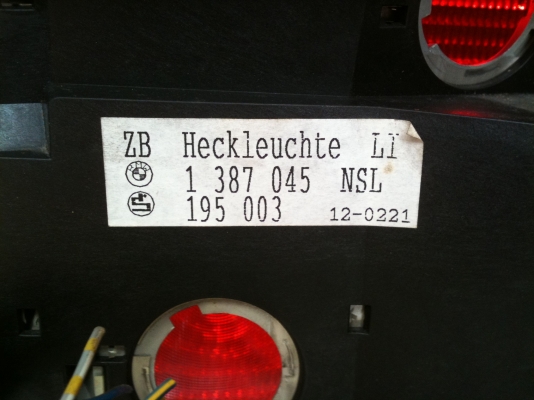 ZB Heckleuchte LI
1 387 045 NSL
195 003 12-0221